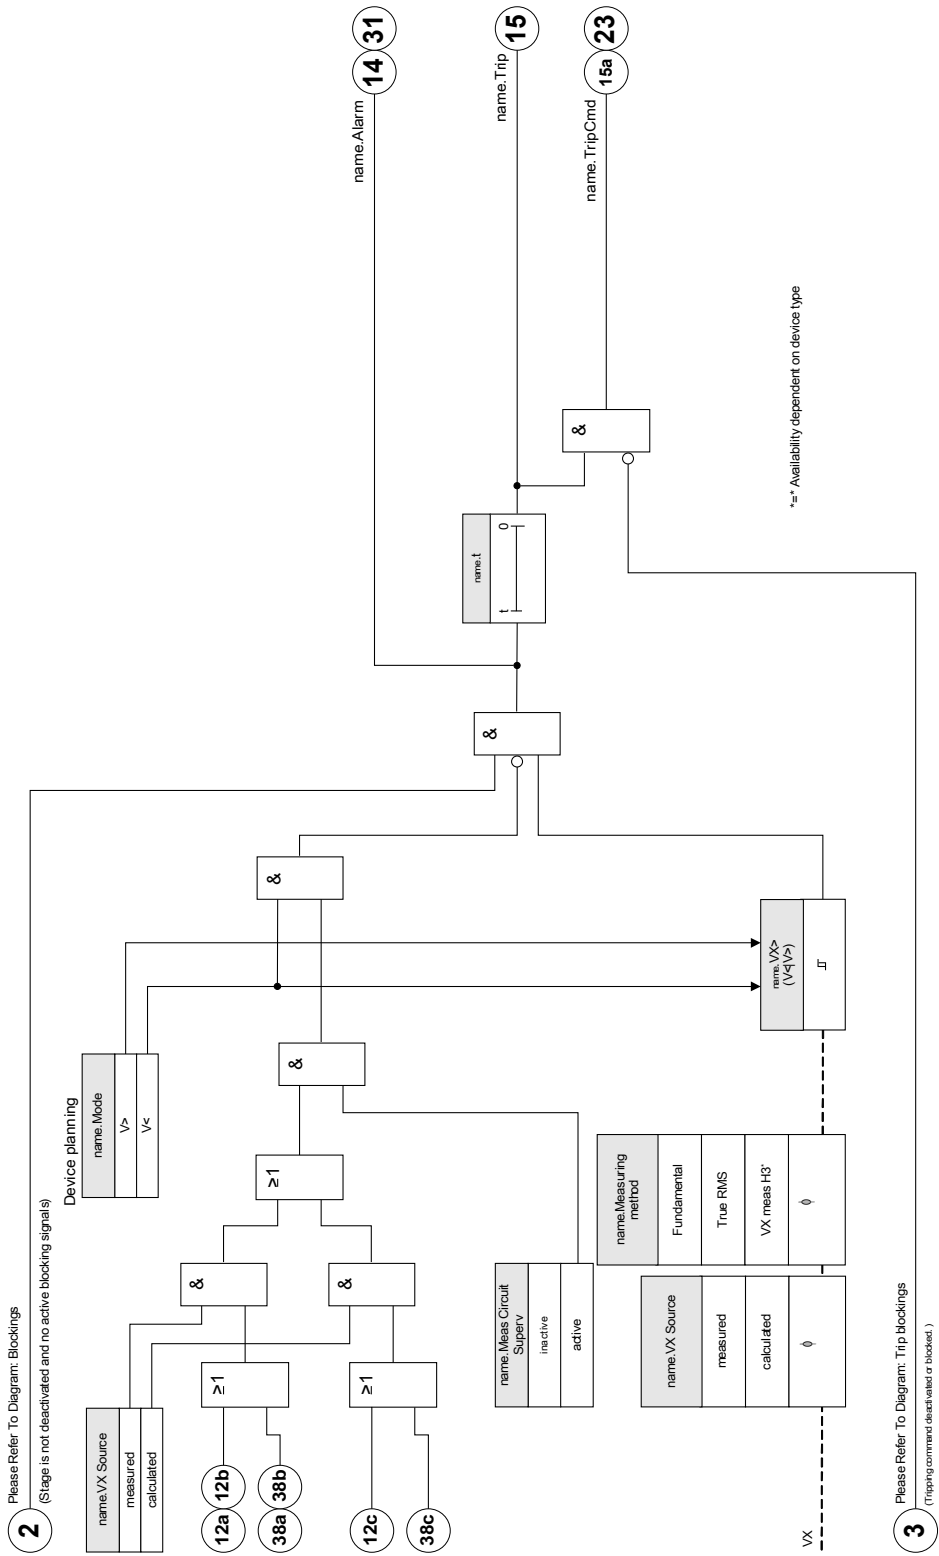 2
Please Refer To Diagram: Blockings
(Stage is not deactivated and no active blocking signals)
Device planning
name.Mode
V>
V<
name.VX Source
measured
calculated
12a
12b
38a
38b
12c
38c
≥1
≥1
&
&
≥1
&
&
name.Meas Circuit
Superv
inactive
active
name.VX Source
measured
calculated
φ
name.Measuring
method
Fundamental
True RMS
VX meas H3*
φ
VX
name.VX>
(V<|V>)
&
name.t
t
0
&
name.Alarm
14
31
name.Trip
15
name.TripCmd
15a
23
*=* Availability dependent on device type
3
Please Refer To Diagram: Trip blockings
(Tripping command deactivated or blocked. )